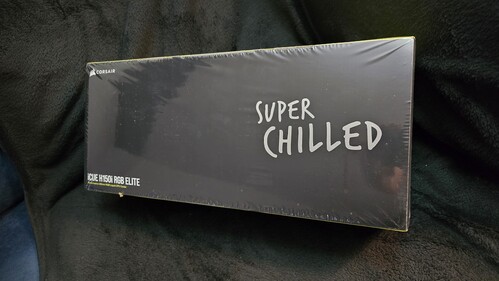 CORSAIR
SUPER
CHILLED
iCUE H150i RGB ELITE